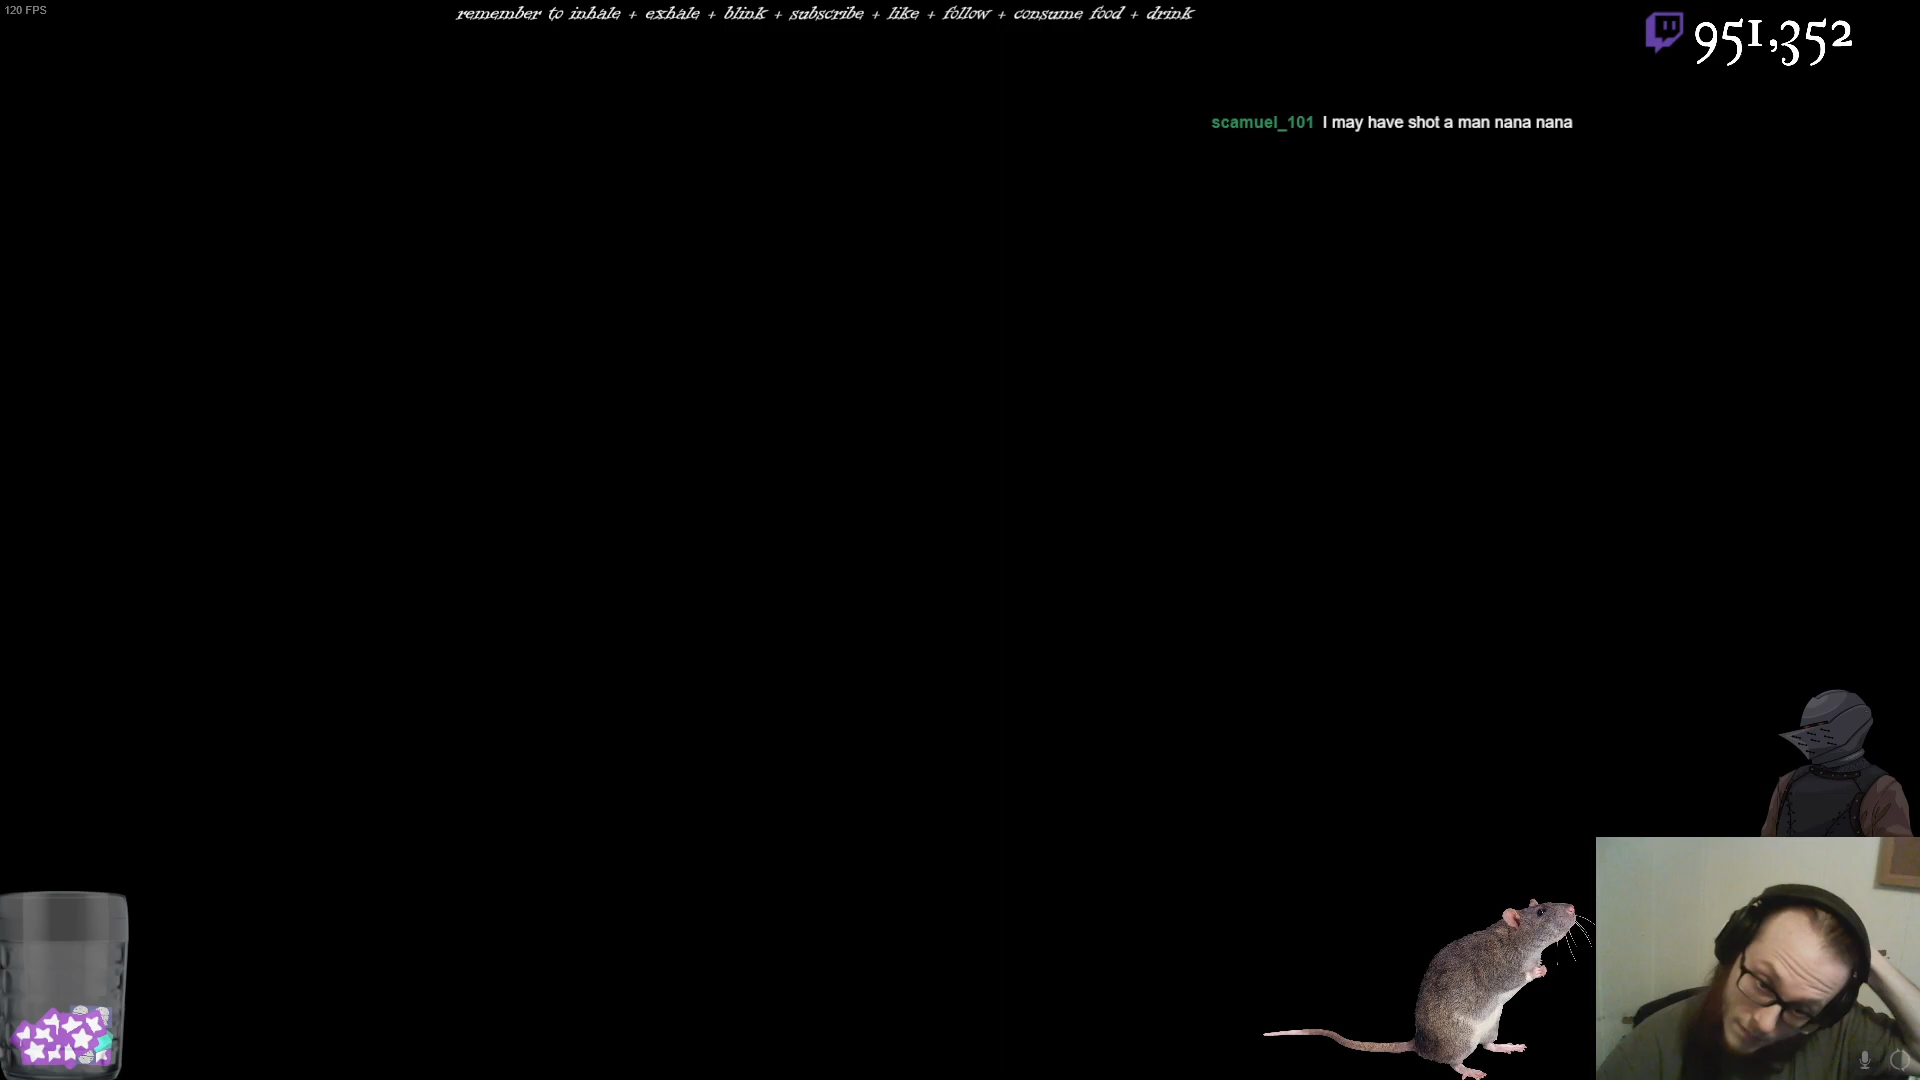 120 FPS
remember to inhale + exhale + blink + subscribe + like + follow + consume food + drink
951,352
scamuel_101 I may have shot a man nana nana